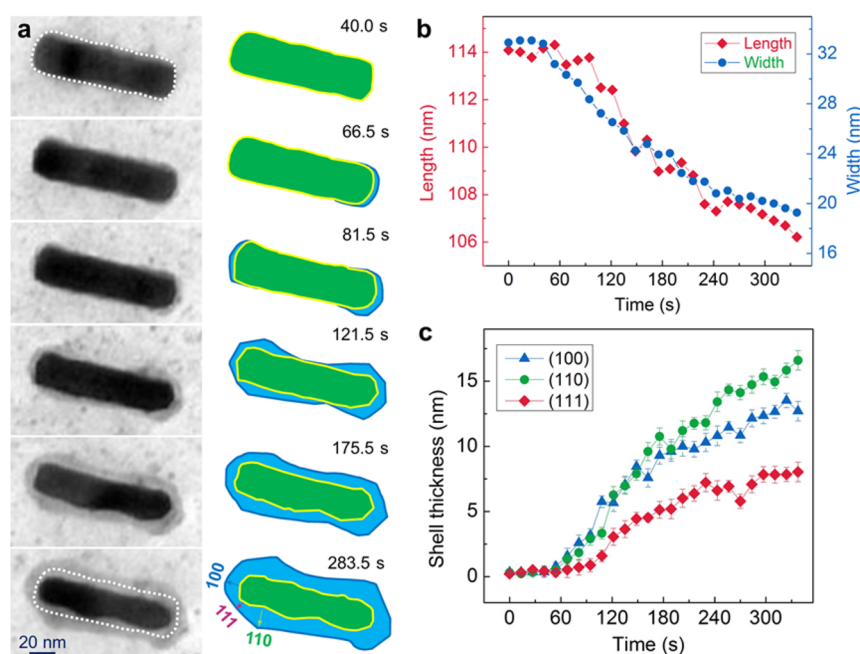 a
40.0 s
66.5 s
81.5 s
121.5 s
175.5 s
283.5 s
100
111
110
20 nm
b
114
112
110
108
106
Length (nm)
Length
Width
32
28
24
20
16
Width (nm)
0
60
120
180
240
300
Time (s)
c
(100)
(110)
(111)
15
10
5
0
Shell thickness (nm)
0
60
120
180
240
300
Time (s)